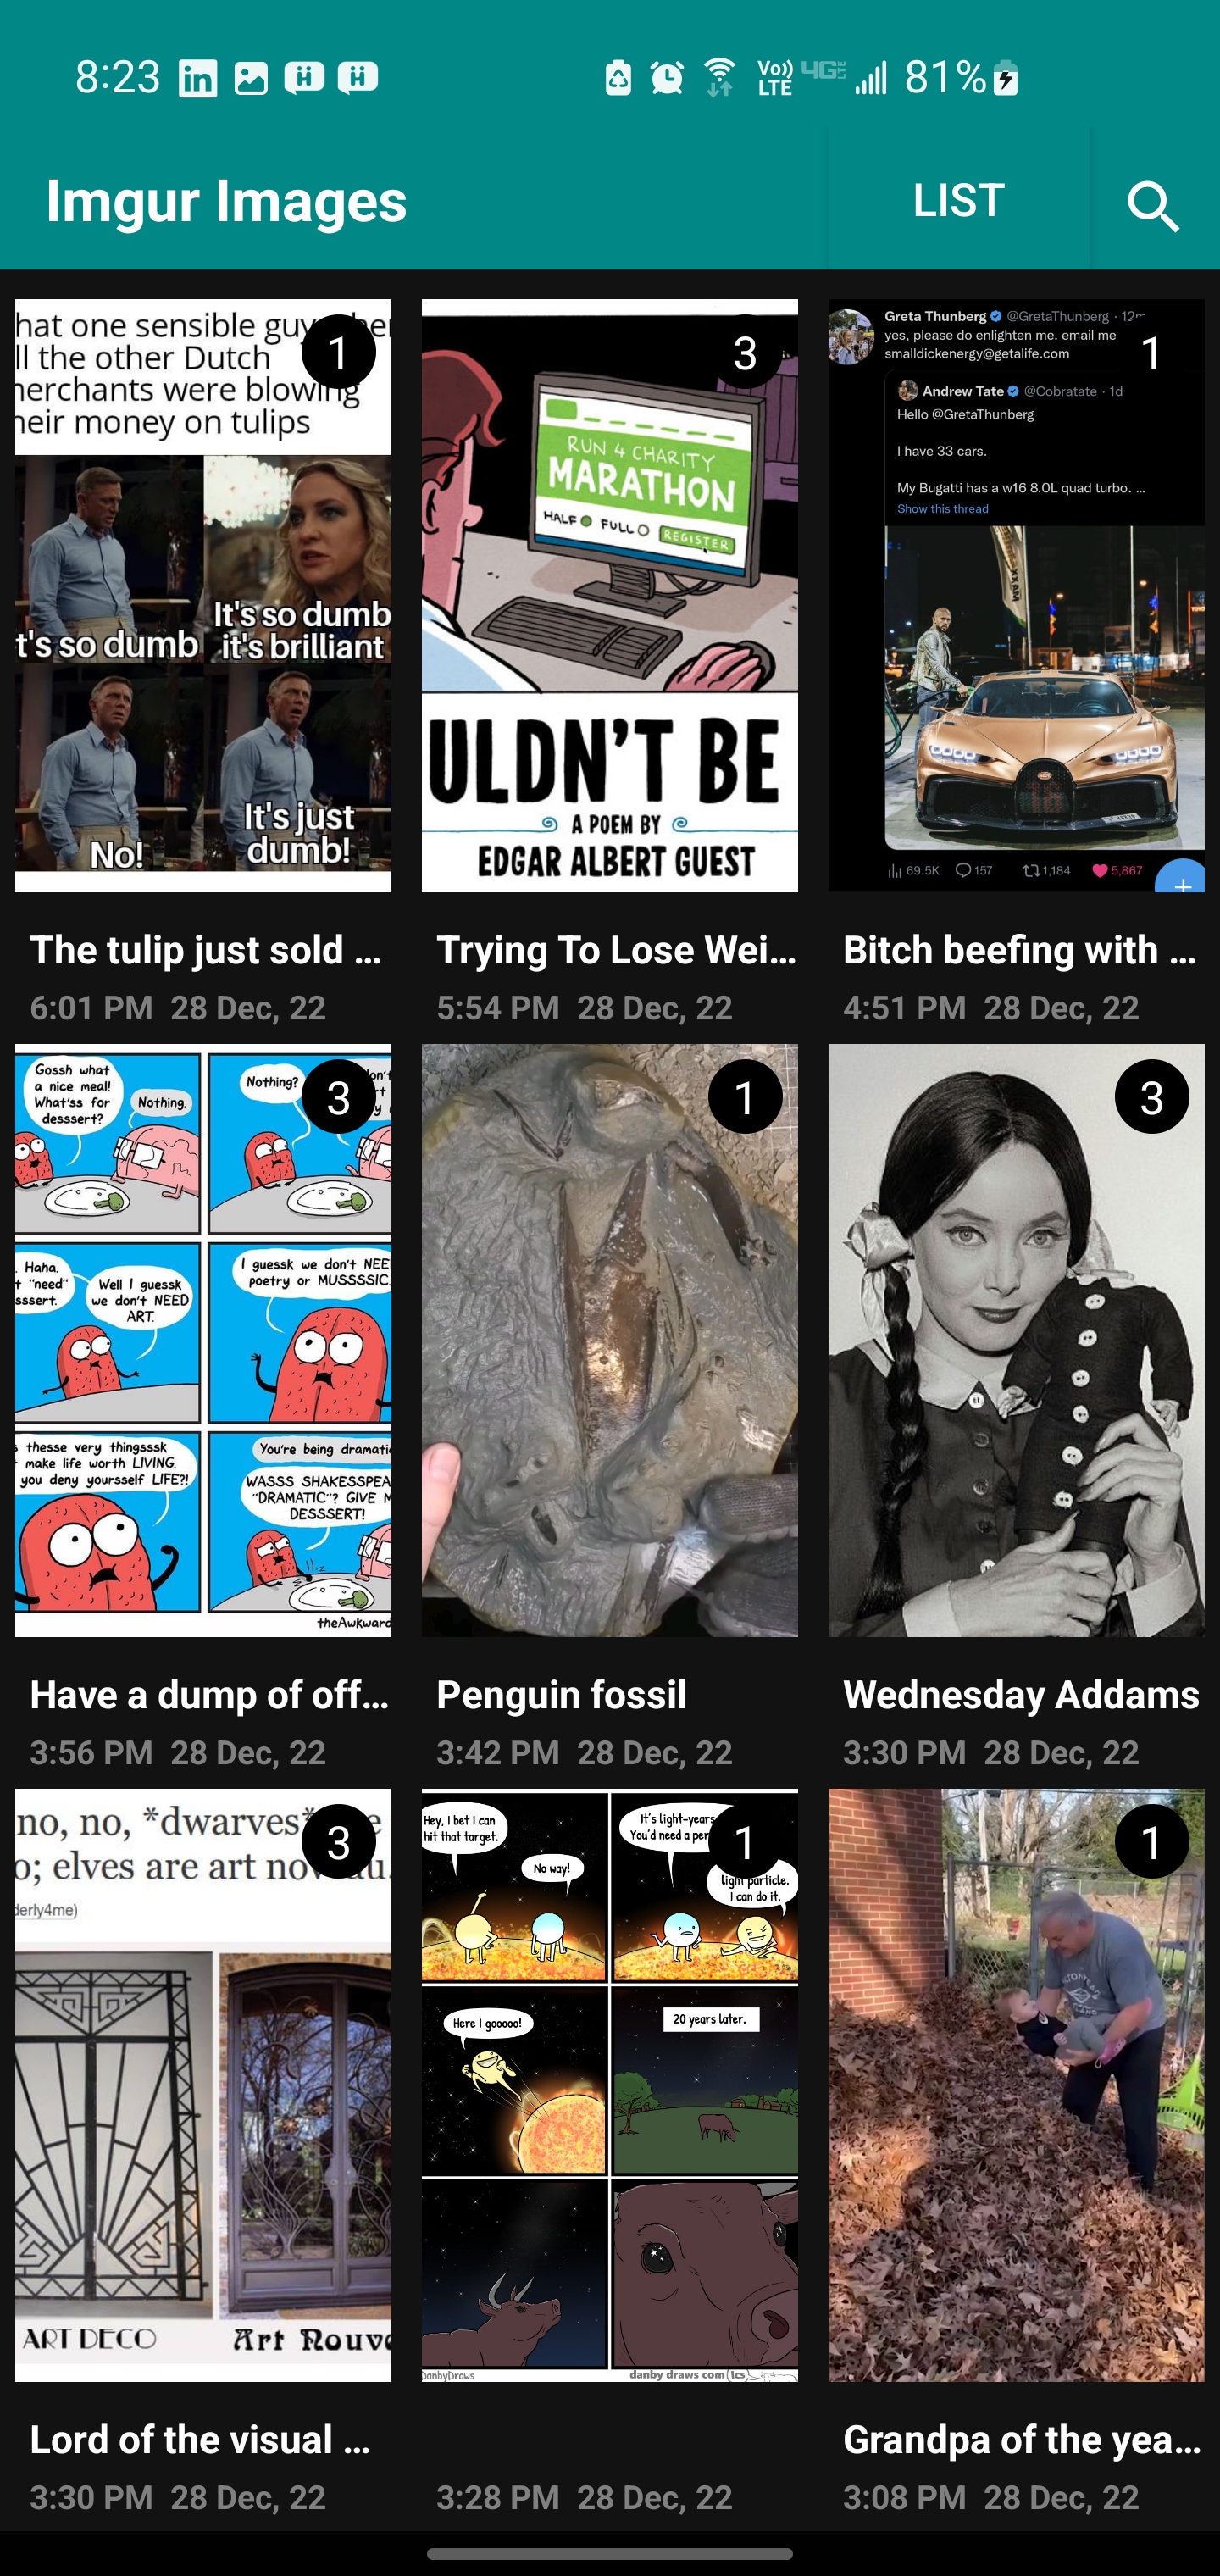 8:23
Vo)) LTE 4G LTE 81%
Imgur Images
LIST
hat one sensible guy
ll the other Dutch
nerchants were blowing
heir money on tulips
1
t's so dumb
It's so dumb
it's brilliant
No!
It's just
dumb!
The tulip just sold ...
6:01 PM 28 Dec, 22
3
RUN 4 CHARITY
MARATHON
HALF FULL REGISTER
ULDN'T BE
A POEM BY
EDGAR ALBERT GUEST
Trying To Lose Wei...
5:54 PM 28 Dec, 22
Greta Thunberg @GretaThunberg · 12m
yes, please do enlighten me. email me
smalldickenergy@getalife.com
1
Andrew Tate @Cobratate · 1d
Hello @GretaThunberg
I have 33 cars.
My Bugatti has a w16 8.0L quad turbo. ...
Show this thread
69.5K 157 1,184 5,867
Bitch beefing with ...
4:51 PM 28 Dec, 22
Gossh what
a nice meal!
What'ss for
desssert?
Nothing.
Nothing?
3
Haha.
t "need"
sssert.
Well I guessk
we don't NEED
ART.
I guessk we don't NEE
poetry or MUSSSSIC.
thesse very thingsssk
make life worth LIVING.
you deny yoursself LIFE?!
You're being dramatic
WASSS SHAKESSPEA
"DRAMATIC"? GIVE M
DESSSERT!
theAwkward
Have a dump of off...
3:56 PM 28 Dec, 22
1
Penguin fossil
3:42 PM 28 Dec, 22
3
Wednesday Addams
3:30 PM 28 Dec, 22
no, no, *dwarves*
o; elves are art nou
derly4me)
3
ART DECO
Art Nouve
Lord of the visual ...
3:30 PM 28 Dec, 22
Hey, I bet I can
hit that target.
No way!
It's light-years
You'd need a per
light particle.
I can do it.
1
Here I gooooo!
20 years later.
DanbyDraws
danby draws comics
3:28 PM 28 Dec, 22
1
Grandpa of the yea...
3:08 PM 28 Dec, 22